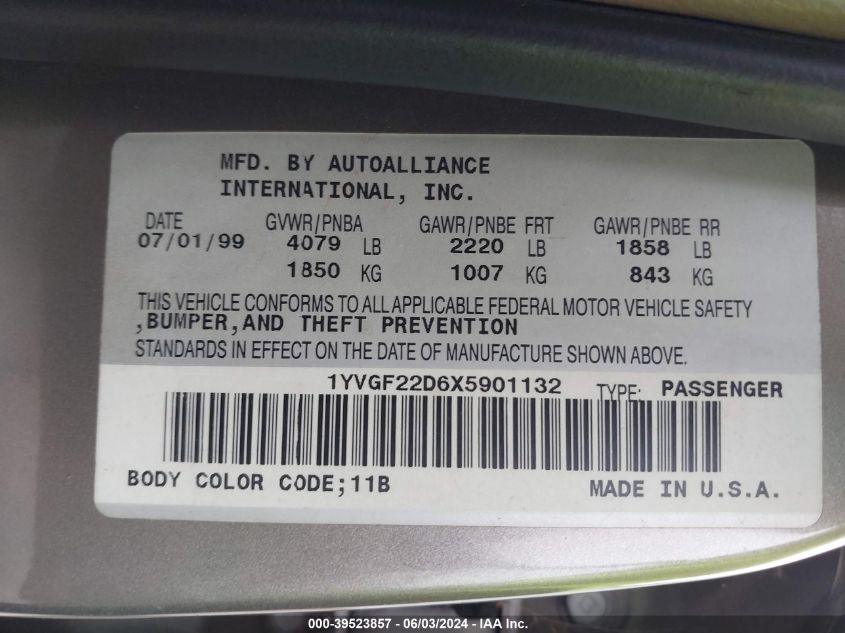 MFD. BY AUTOALLIANCE
INTERNATIONAL, INC.
DATE GVWR/PNBA GAWR/PNBE FRT GAWR/PNBE RR
07/01/99 4079 LB 2220 LB 1858 LB
1850 KG 1007 KG 843 KG
THIS VEHICLE CONFORMS TO ALL APPLICABLE FEDERAL MOTOR VEHICLE SAFETY
,BUMPER,AND THEFT PREVENTION
STANDARDS IN EFFECT ON THE DATE OF MANUFACTURE SHOWN ABOVE.
1YVGF22D6X5901132 TYPE: PASSENGER
BODY COLOR CODE;11B MADE IN U.S.A.
000-39523857 - 06/03/2024 - IAA Inc.